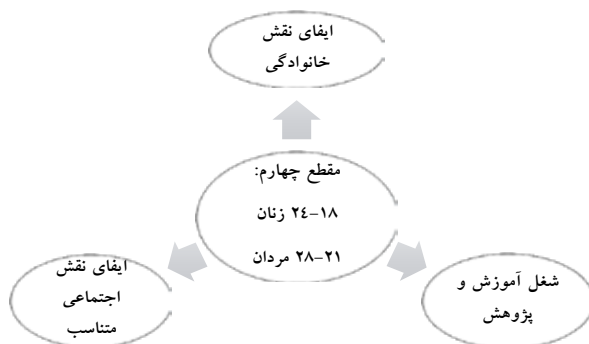 ایفای نقش
خانوادگی
مقطع چهارم:
۱۸-۲٤ زنان
۲۱-۲۸ مردان
شغل آموزش و
پژوهش
ایفای نقش
اجتماعی
متناسب